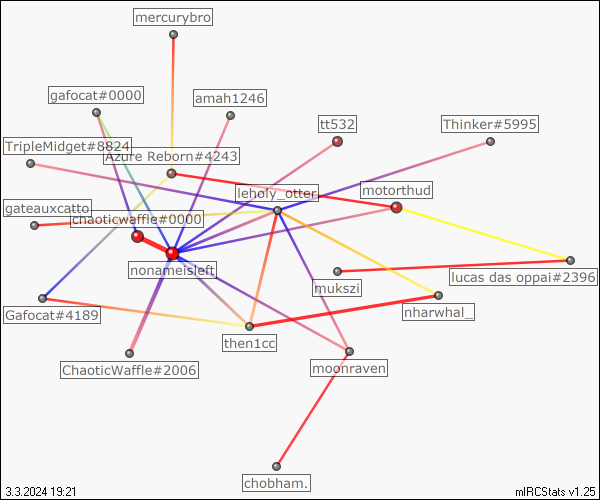 mercurybro
gafocat#0000
amah1246
tt532
Thinker#5995
TripleMidget#8824
Azure Reborn#4243
leholy_otter
motorthud
gateauxcatto
chaoticwaffle#0000
nonameisleft
mukszi
lucas das oppai#2396
Gafocat#4189
nharwhal_
then1cc
ChaoticWaffle#2006
moonraven
chobham.
3.3.2024 19:21
mIRCStats v1.25